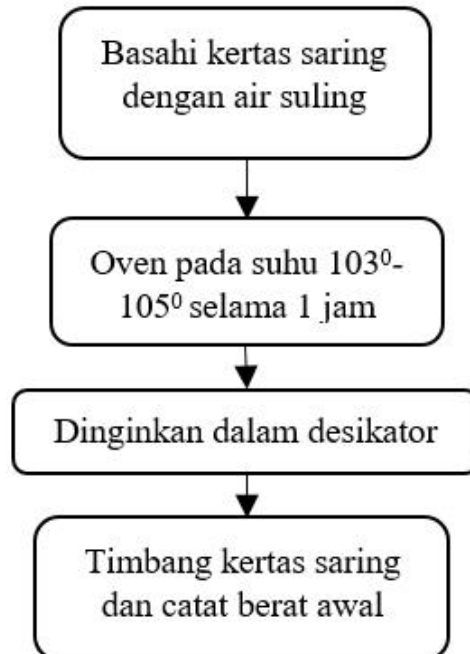 Basahi kertas saring
dengan air suling
Oven pada suhu 103⁰-
105⁰ selama 1 jam
Dinginkan dalam desikator
Timbang kertas saring
dan catat berat awal